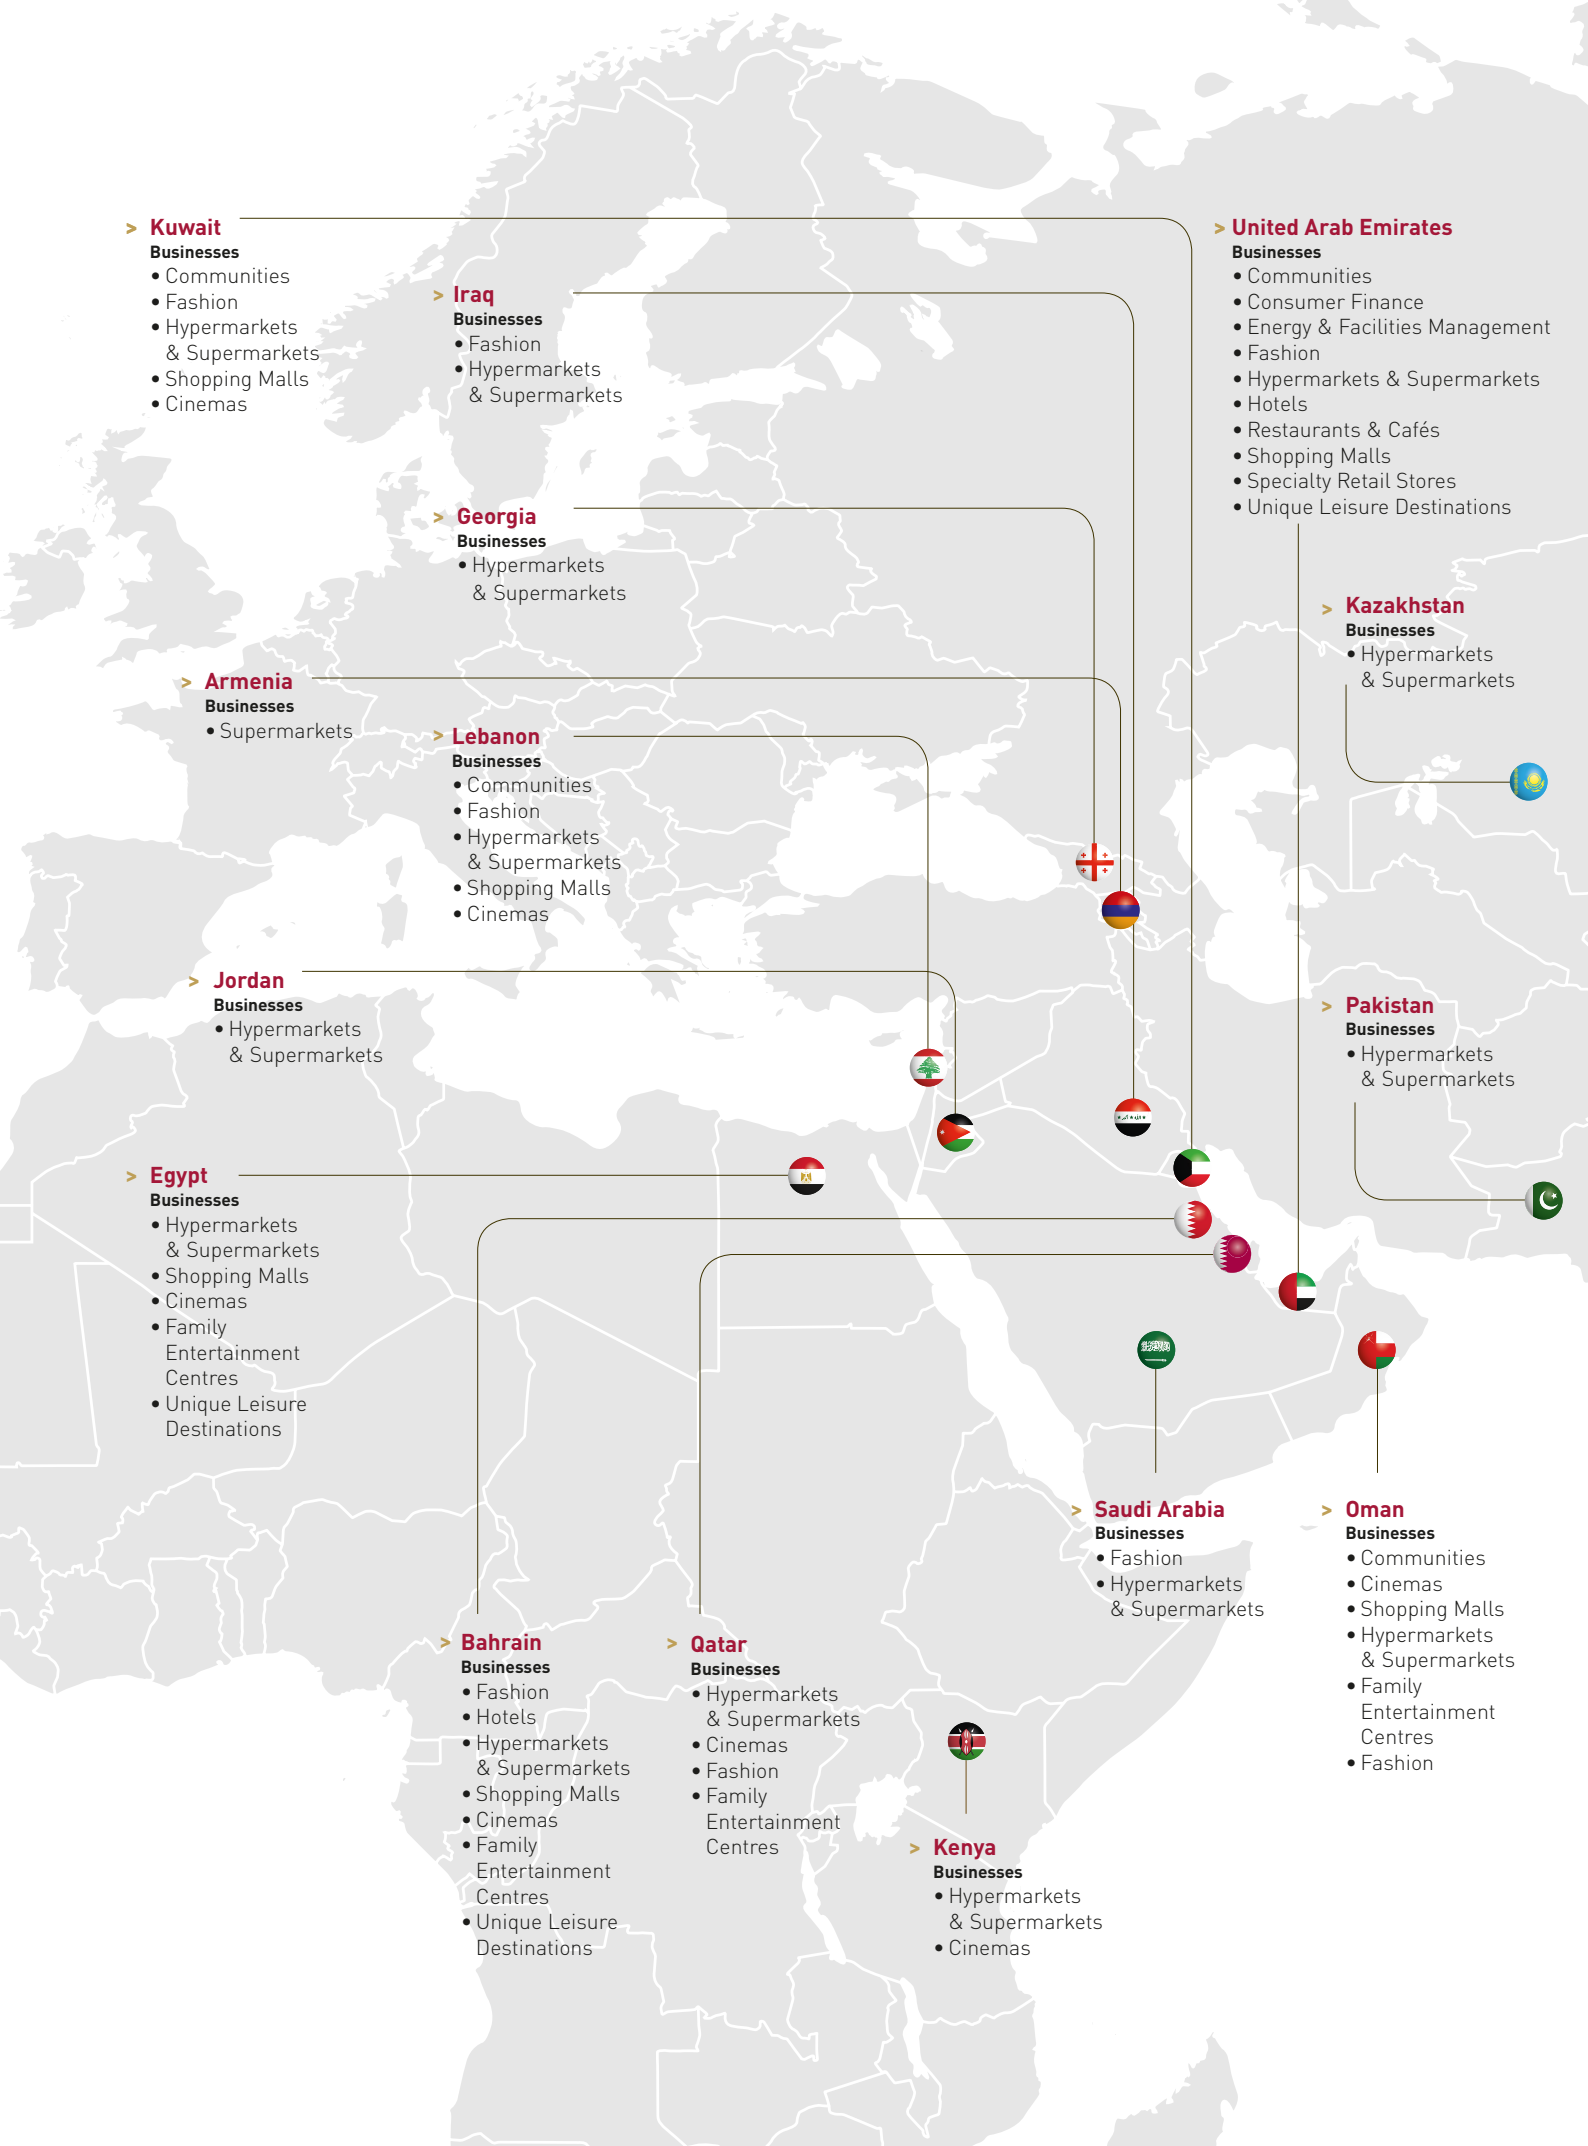 > Kuwait
Businesses
• Communities
• Fashion
• Hypermarkets
& Supermarkets
• Shopping Malls
• Cinemas
> Iraq
Businesses
• Fashion
• Hypermarkets
& Supermarkets
> United Arab Emirates
Businesses
• Communities
• Consumer Finance
• Energy & Facilities Management
• Fashion
• Hypermarkets & Supermarkets
• Hotels
• Restaurants & Cafés
• Shopping Malls
• Specialty Retail Stores
• Unique Leisure Destinations
> Georgia
Businesses
• Hypermarkets
& Supermarkets
> Kazakhstan
Businesses
• Hypermarkets
& Supermarkets
> Armenia
Businesses
• Supermarkets
> Lebanon
Businesses
• Communities
• Fashion
• Hypermarkets
& Supermarkets
• Shopping Malls
• Cinemas
> Jordan
Businesses
• Hypermarkets
& Supermarkets
> Pakistan
Businesses
• Hypermarkets
& Supermarkets
> Egypt
Businesses
• Hypermarkets
& Supermarkets
• Shopping Malls
• Cinemas
• Family
Entertainment
Centres
• Unique Leisure
Destinations
> Saudi Arabia
Businesses
• Fashion
• Hypermarkets
& Supermarkets
> Oman
Businesses
• Communities
• Cinemas
• Shopping Malls
• Hypermarkets
& Supermarkets
• Family
Entertainment
Centres
• Fashion
> Bahrain
Businesses
• Fashion
• Hotels
• Hypermarkets
& Supermarkets
• Shopping Malls
• Cinemas
• Family
Entertainment
Centres
• Unique Leisure
Destinations
> Qatar
Businesses
• Hypermarkets
& Supermarkets
• Cinemas
• Fashion
• Family
Entertainment
Centres
> Kenya
Businesses
• Hypermarkets
& Supermarkets
• Cinemas